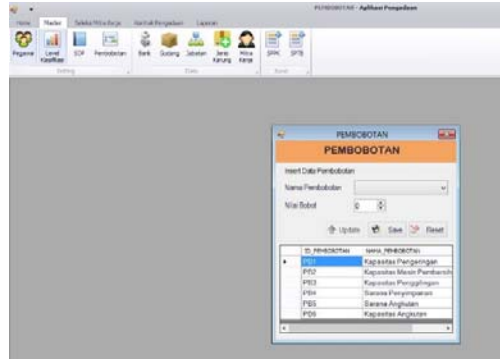 PEMBOBOTAN - Aplikasi Pengadaan
Home Master Seleksi Mitra Kerja Kontrak Pengadaan Laporan
Pegawai Level Klasifikasi SOP Pembobotan Bank Gudang Jabatan Jenis Karung Mitra Kerja SPPK SPTB
Setting Data Excel
PEMBOBOTAN
PEMBOBOTAN
Insert Data Pembobotan
Nama Pembobotan
Nilai Bobot 0
Update Save Reset
ID_PEMBOBOTAN NAMA_PEMBOBOTAN
PB1 Kapasitas Pengeringan
PB2 Kapasitas Mesin Pembersih
PB3 Kapasitas Penggilingan
PB4 Sarana Penyimpanan
PB5 Sarana Angkutan
PB6 Kapasitas Angkutan